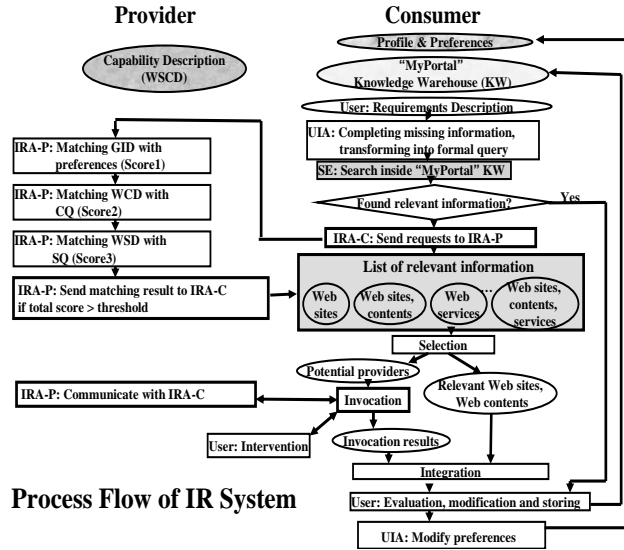 Provider
Consumer
Profile & Preferences
Capability Description
(WSCD)
“MyPortal”
Knowledge Warehouse (KW)
User: Requirements Description
UIA: Completing missing information,
transforming into formal query
SE: Search inside “MyPortal” KW
Found relevant information?
Yes
IRA-P: Matching GID with
preferences (Score1)
IRA-P: Matching WCD with
CQ (Score2)
IRA-P: Matching WSD with
SQ (Score3)
IRA-P: Send matching result to IRA-C
if total score > threshold
IRA-C: Send requests to IRA-P
List of relevant information
Web
sites
Web sites,
contents
Web
services
...
Web sites,
contents,
services
Selection
Potential providers
Relevant Web sites,
Web contents
IRA-P: Communicate with IRA-C
Invocation
User: Intervention
Invocation results
Integration
Process Flow of IR System
User: Evaluation, modification and storing
UIA: Modify preferences